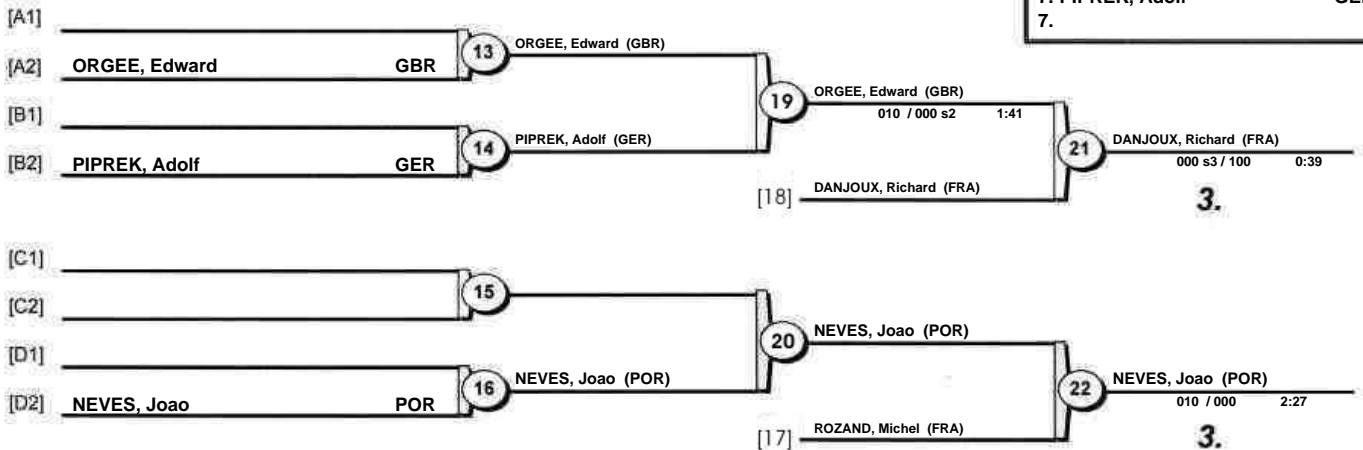 7.
[A1]
[A2] ORGEE, Edward GBR
13
ORGEE, Edward (GBR)
[B1]
[B2] PIPREK, Adolf GER
14
PIPREK, Adolf (GER)
19
ORGEE, Edward (GBR)
010 / 000 s2 1:41
[18] DANJOUX, Richard (FRA)
21
DANJOUX, Richard (FRA)
000 s3 / 100 0:39
3.
[C1]
[C2]
15
[D1]
[D2] NEVES, Joao POR
16
NEVES, Joao (POR)
20
NEVES, Joao (POR)
[17] ROZAND, Michel (FRA)
22
NEVES, Joao (POR)
010 / 000 2:27
3.